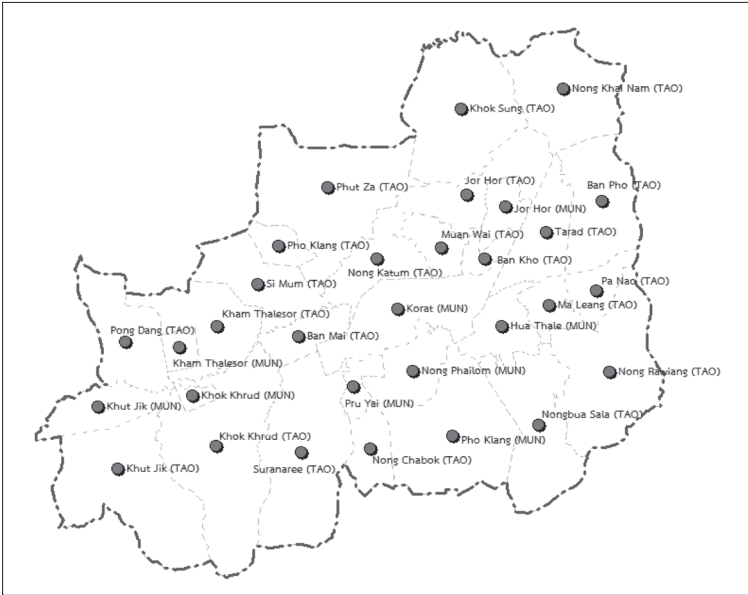 Nong Khai Nam (TAO)
Khok Sung (TAO)
Jor Hor (TAO)
Phut Za (TAO)
Ban Pho (TAO)
Jor Hor (MUN)
Muan Wai (TAO)
Tarad (TAO)
Pho Klang (TAO)
Nong Katum (TAO)
Ban Kho (TAO)
Si Mum (TAO)
Pa Nao (TAO)
Kham Thalesor (TAO)
Korat (MUN)
Ma Leang (TAO)
Pong Dang (TAO)
Ban Mai (TAO)
Hua Thale (MUN)
Kham Thalesor (MUN)
Nong Phailom (MUN)
Nong Rawiang (TAO)
Khok Khrud (MUN)
Pru Yai (MUN)
Khut Jik (MUN)
Nongbua Sala (TAO)
Khok Khrud (TAO)
Pho Klang (MUN)
Khut Jik (TAO)
Suranaree (TAO)
Nong Chabok (TAO)